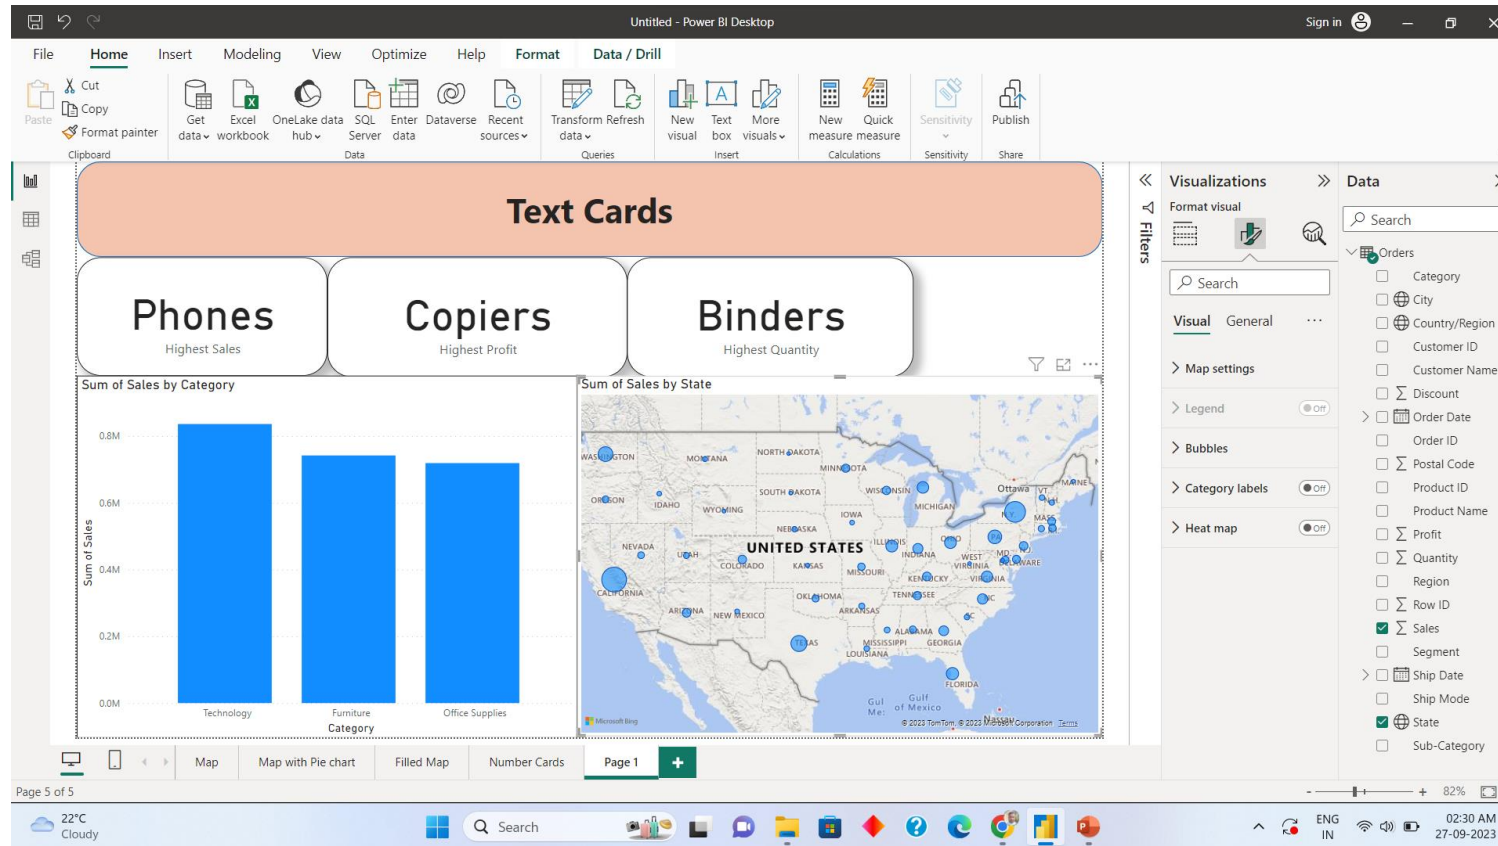 Untitled - Power BI Desktop
Sign in
File Home Insert Modeling View Optimize Help Format Data / Drill
Paste
Cut
Copy
Format painter
Clipboard
Get data
Excel workbook
OneLake data hub
SQL Server
Enter data
Dataverse
Recent sources
Data
Transform data
Refresh
Queries
New visual
Text box
More visuals
Insert
New measure
Quick measure
Calculations
Sensitivity
Sensitivity
Publish
Share
Text Cards
Phones
Highest Sales
Copiers
Highest Profit
Binders
Highest Quantity
Sum of Sales by Category
Sum of Sales
0.8M
0.6M
0.4M
0.2M
0.0M
Technology Furniture Office Supplies
Category
Sum of Sales by State
WASHINGTON
MONTANA
NORTH DAKOTA
MINNESOTA
OREGON
IDAHO
WYOMING
SOUTH DAKOTA
WISCONSIN
MICHIGAN
Ottawa
VT.
N.H.
MAINE
N.Y.
MASS.
IOWA
NEBRASKA
NEVADA
UTAH
COLORADO
UNITED STATES
KANSAS
MISSOURI
ILLINOIS
INDIANA
OHIO
PA.
N.J.
MD.
DELAWARE
WEST VIRGINIA
KENTUCKY
VIRGINIA
CALIFORNIA
ARIZONA
NEW MEXICO
OKLAHOMA
ARKANSAS
TENNESSEE
NC
SC
TEXAS
MISSISSIPPI
ALABAMA
GEORGIA
LOUISIANA
FLORIDA
Gulf of Mexico
Nassau
Microsoft Bing
© 2023 TomTom, © 2023 Microsoft Corporation Terms
Filters
Visualizations
Format visual
Search
Visual General
Map settings
Legend Off
Bubbles
Category labels Off
Heat map Off
Data
Search
Orders
Category
City
Country/Region
Customer ID
Customer Name
Discount
Order Date
Order ID
Postal Code
Product ID
Product Name
Profit
Quantity
Region
Row ID
Sales
Segment
Ship Date
Ship Mode
State
Sub-Category
Map Map with Pie chart Filled Map Number Cards Page 1 +
Page 5 of 5
- + 82%
22°C
Cloudy
Search
ENG
IN
02:30 AM
27-09-2023